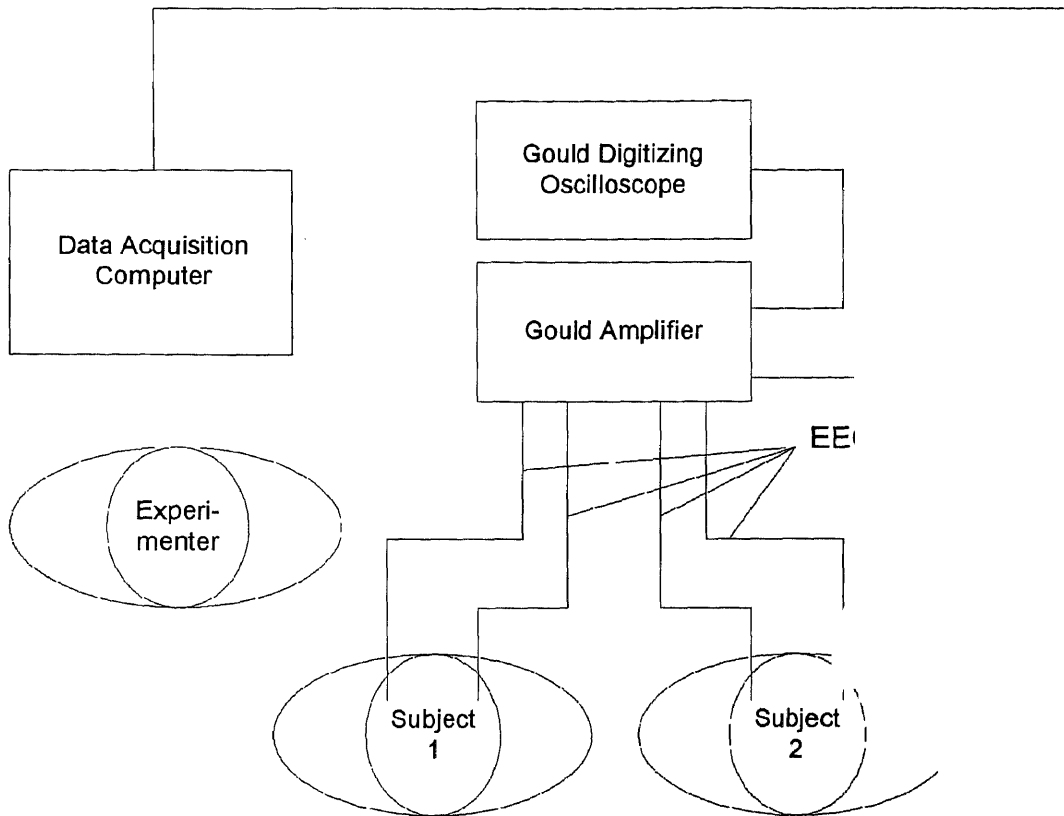 Gould Digitizing
Oscilloscope
Data Acquisition
Computer
Gould Amplifier
Experi-
menter
Subject
1
Subject
2